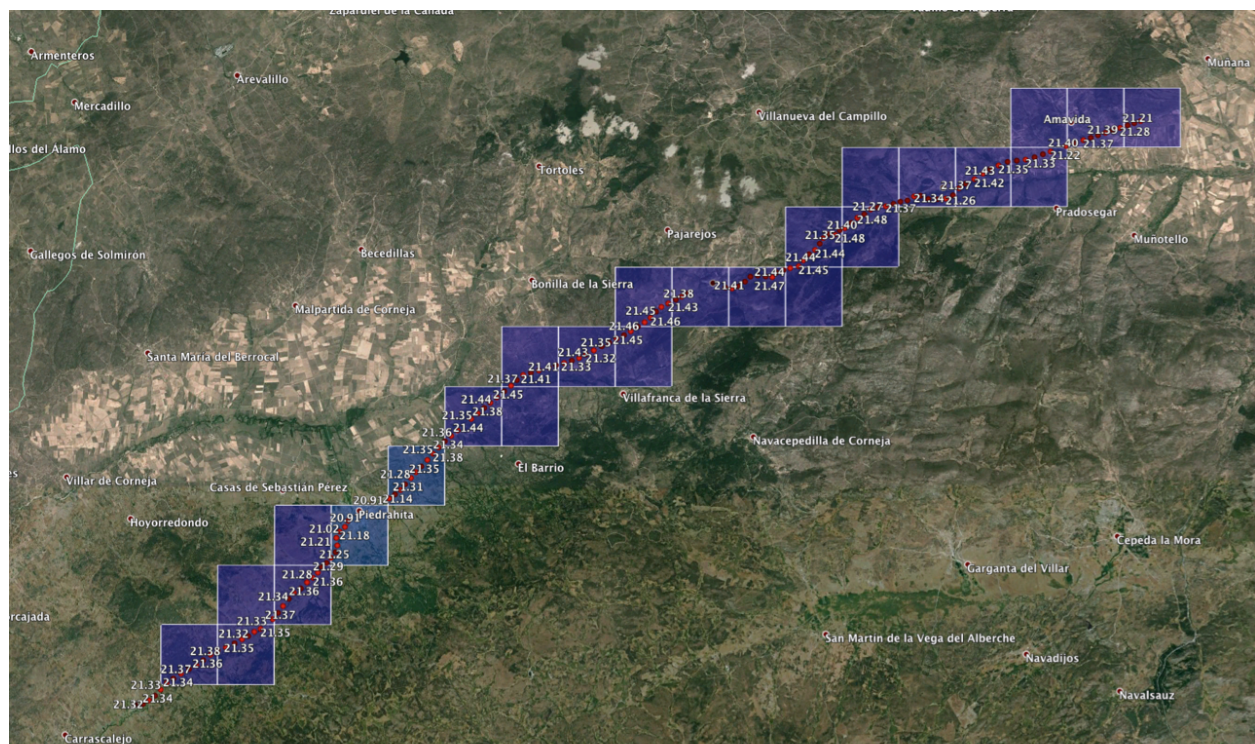 Zapardiel de la Cañada
Armenteros
Muñana
Arevalillo
Mercadillo
Villanueva del Campillo
Amavida
21.39
21.21
21.28
21.37
21.40
21.22
llos del Álamo
Tórtoles
21.43
21.35
21.33
21.37
21.42
21.34
21.26
21.27
21.37
21.48
Pradosegar
Gallegos de Solmirón
Becedillas
Pajarejos
21.40
21.35
21.48
Muñotello
21.44
21.44
21.45
Bonilla de la Sierra
21.44
21.41
21.47
21.38
21.45
21.43
Malpartida de Corneja
21.46
21.46
21.45
Santa María del Berrocal
21.35
21.43
21.32
21.33
21.41
21.37
21.41
21.45
Villafranca de la Sierra
21.44
21.35
21.38
21.44
21.36
21.34
Navacepedilla de Corneja
21.35
21.38
21.35
El Barrio
es
Villar de Corneja
21.28
Casas de Sebastián Pérez
21.31
20.91
21.14
Piedrahíta
Hoyorredondo
20.91
21.02
21.18
21.21
Cepeda la Mora
21.25
21.29
Garganta del Villar
21.28
21.36
21.36
21.34
orcajada
21.37
21.33
21.32
21.35
San Martín de la Vega del Alberche
21.35
21.38
21.36
Navadijos
21.37
21.34
21.33
21.34
21.32
Navalsauz
Carrascalejo